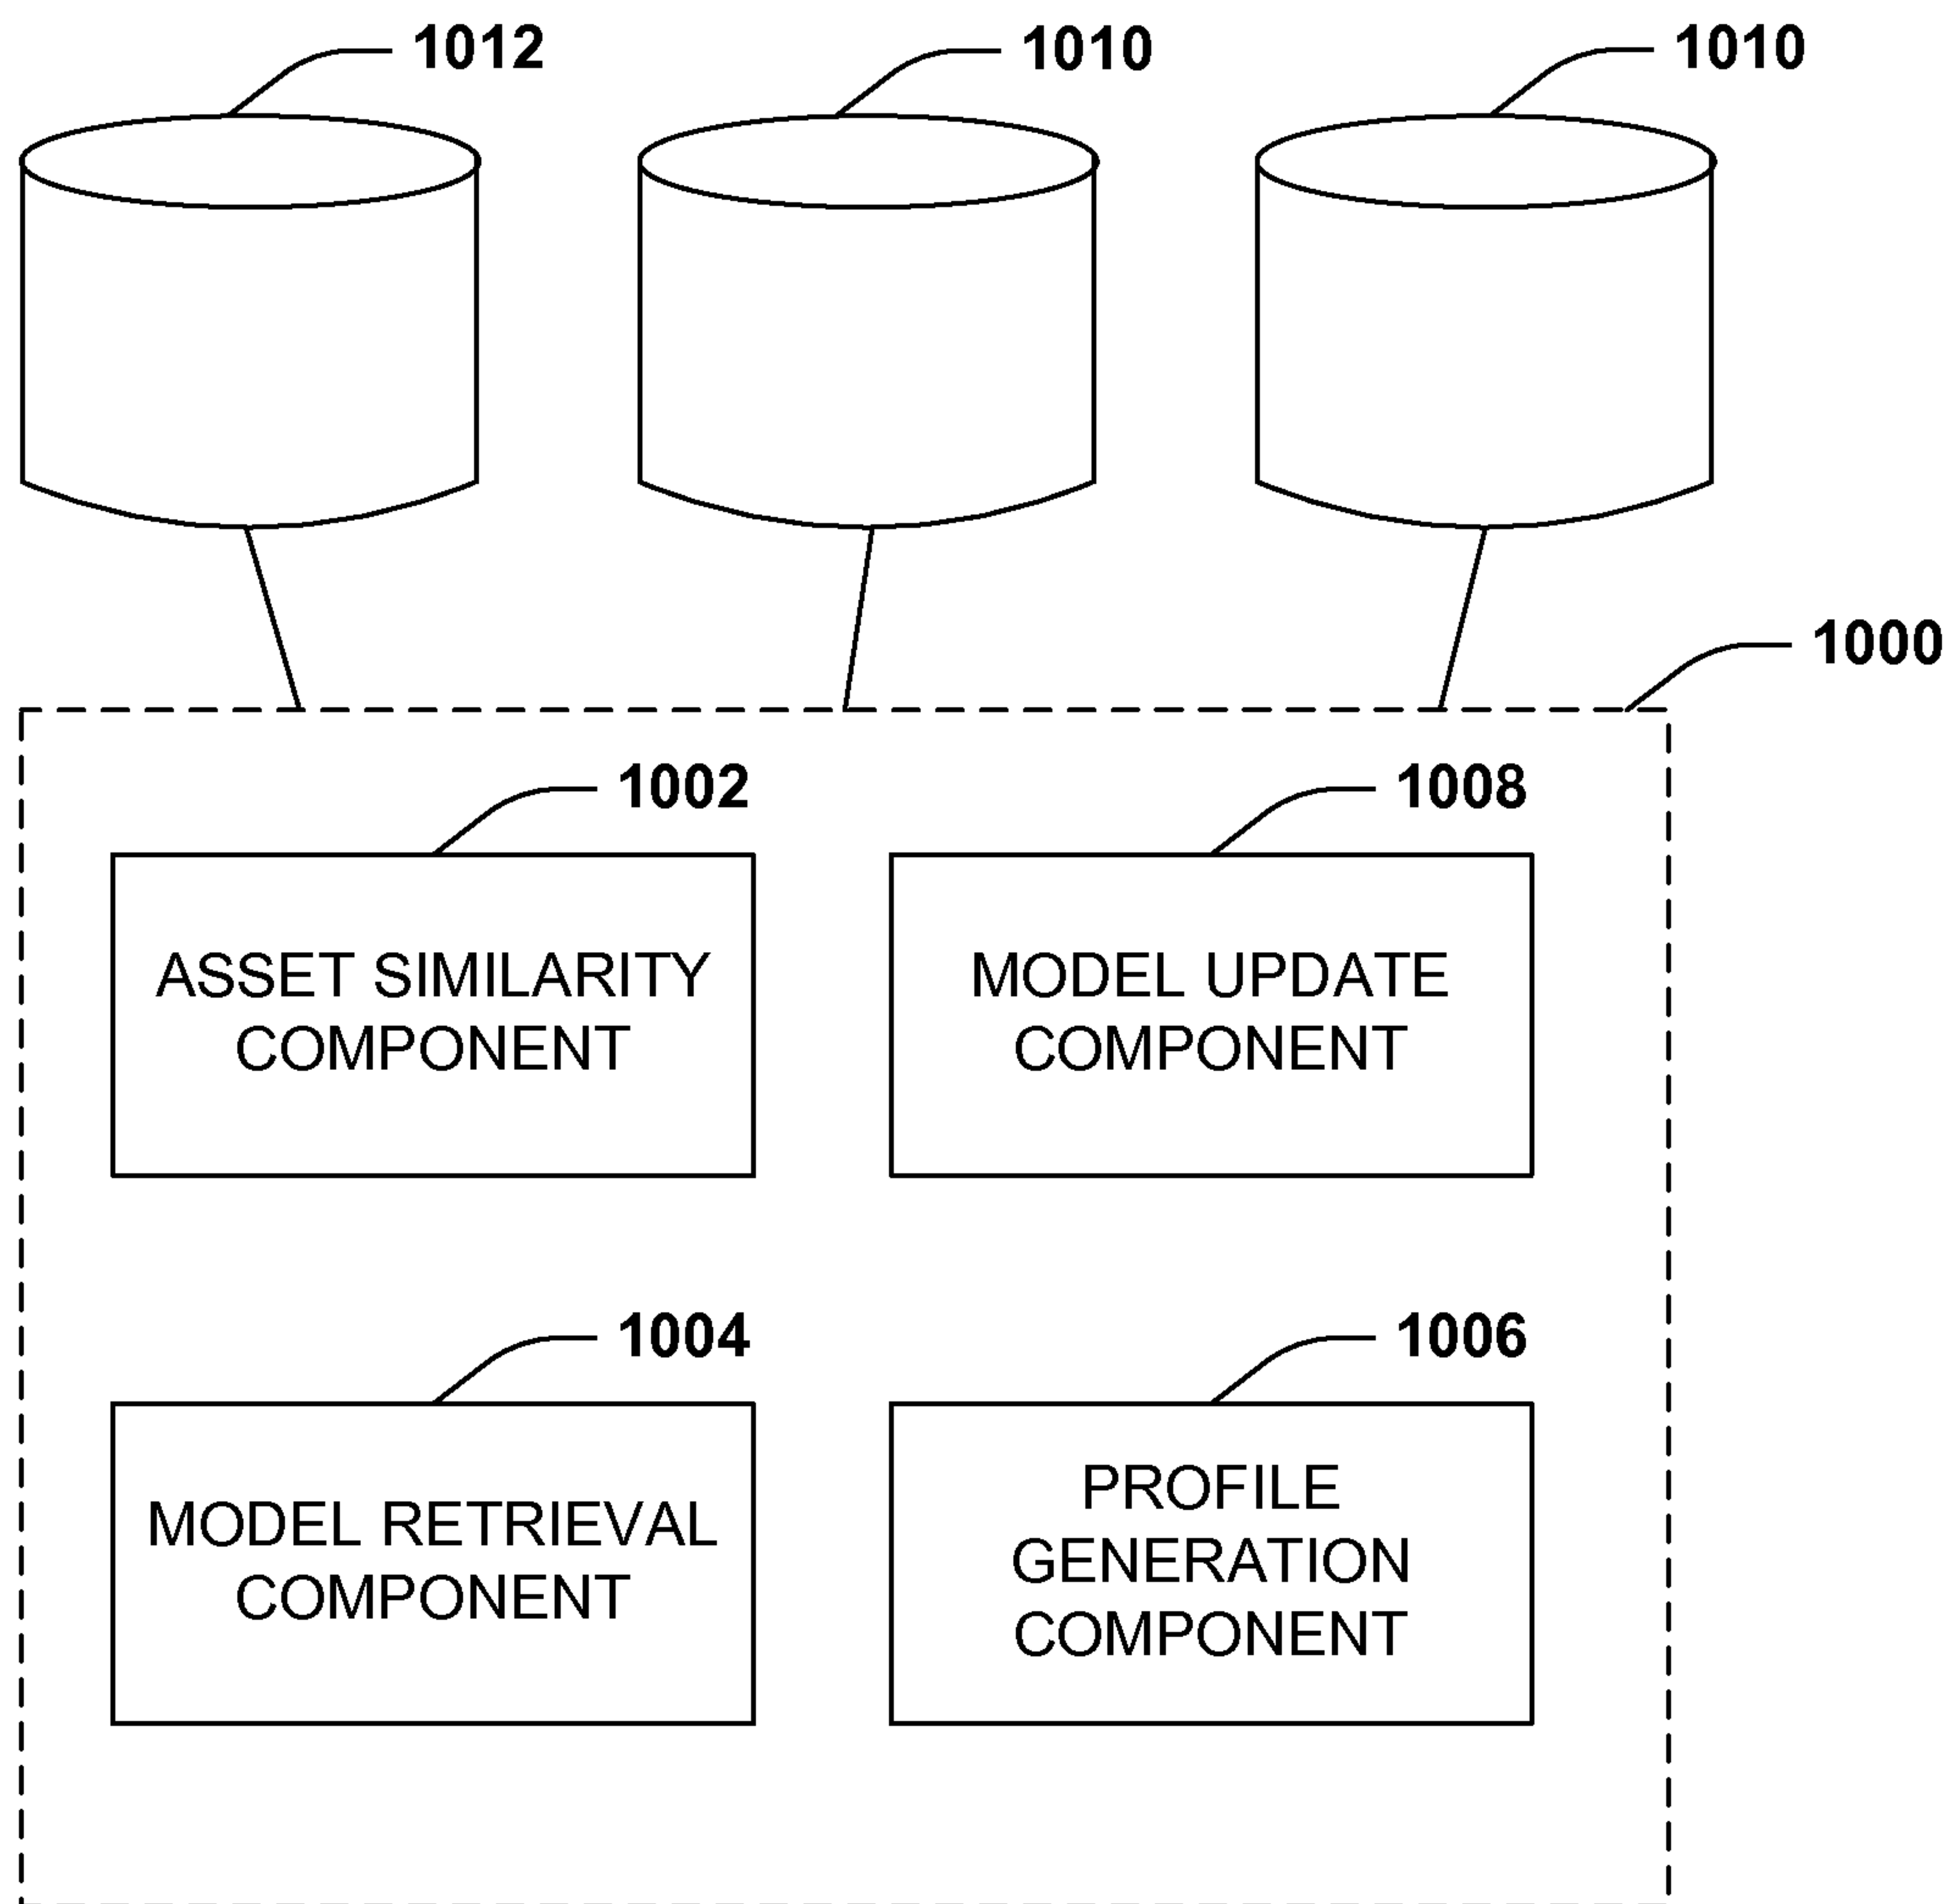 1012
1010
1010
1000
1002
1008
ASSET SIMILARITY
COMPONENT
MODEL UPDATE
COMPONENT
1004
1006
MODEL RETRIEVAL
COMPONENT
PROFILE
GENERATION
COMPONENT